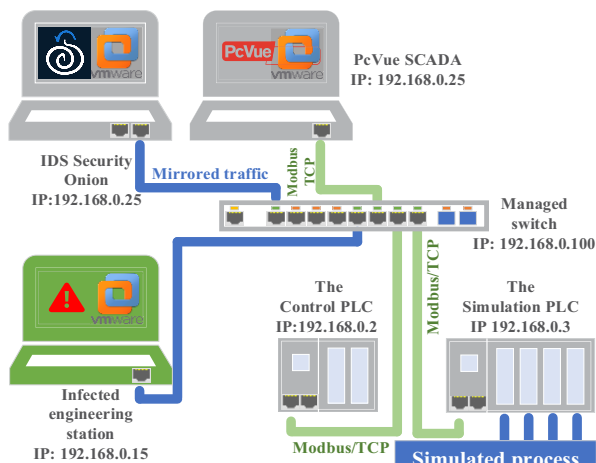 vmware
PcVue
vmware
PcVue SCADA
IP: 192.168.0.25
IDS Security
Onion
IP:192.168.0.25
Mirrored traffic
Modbus
TCP
Managed
switch
IP: 192.168.0.100
vmware
Infected
engineering
station
IP: 192.168.0.15
The
Control PLC
IP:192.168.0.2
Modbus/TCP
Modbus/TCP
The
Simulation PLC
IP 192.168.0.3
Simulated process